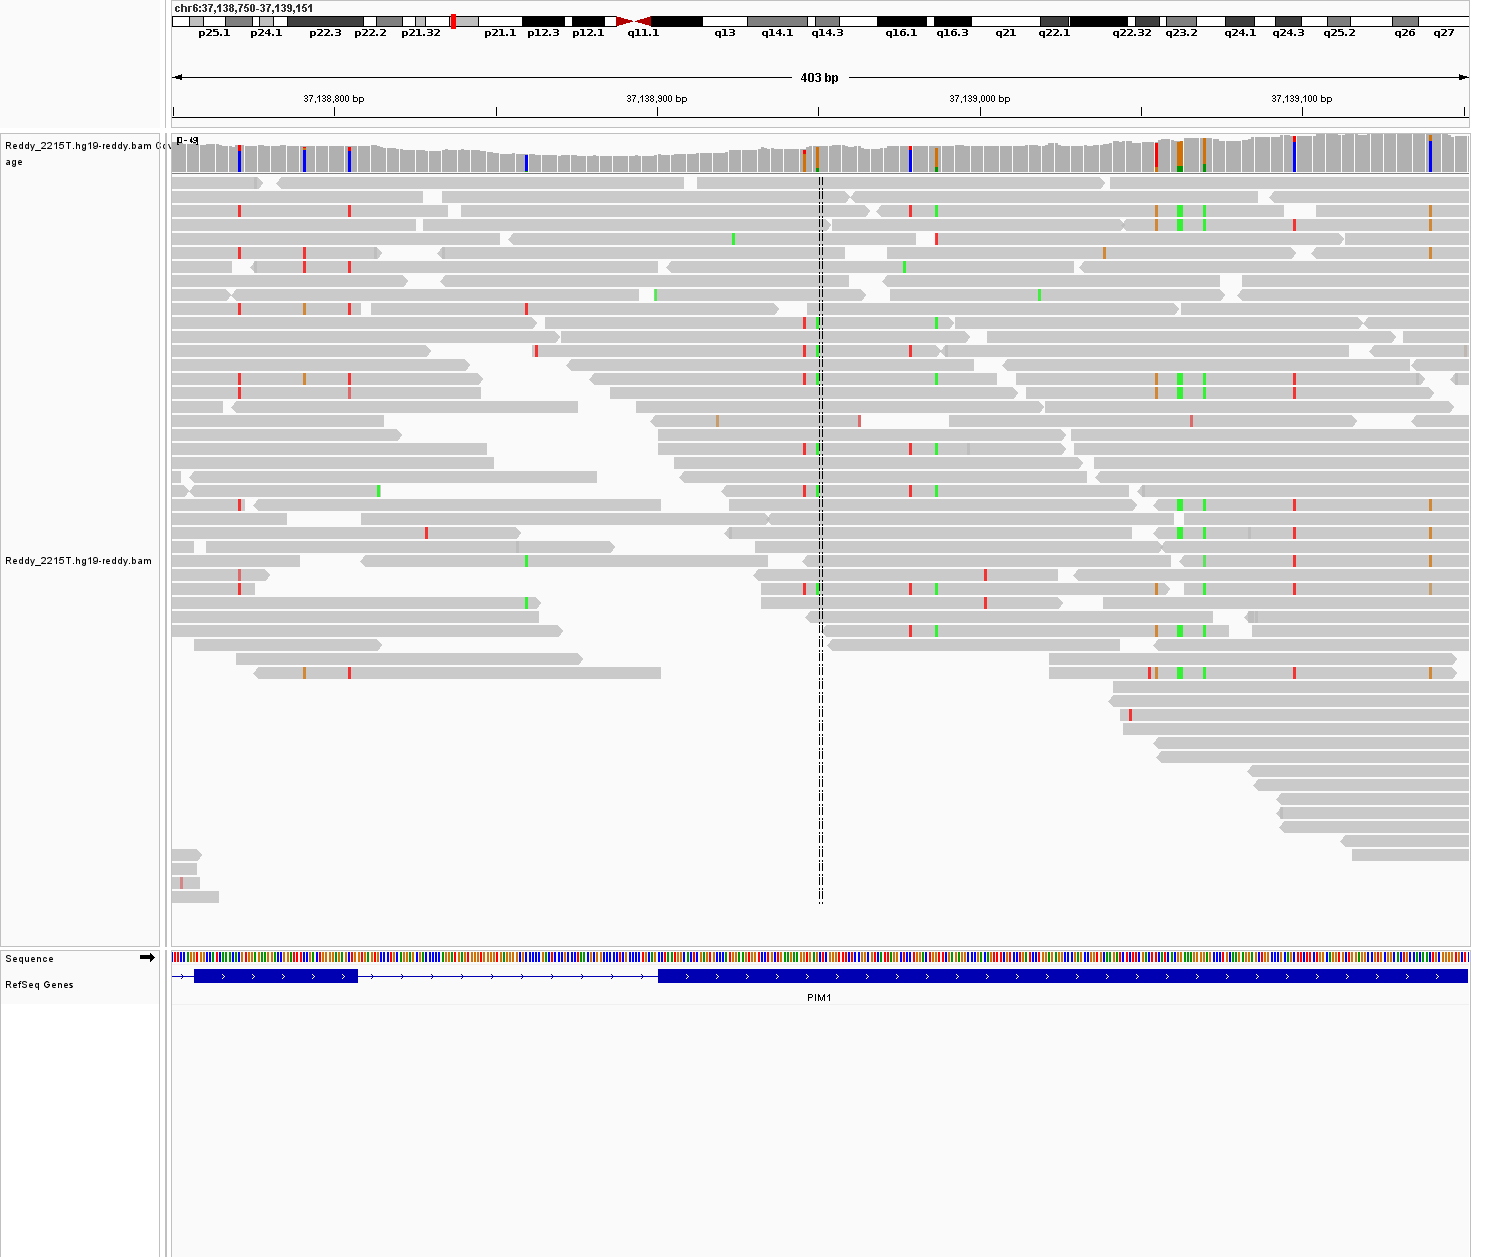 chr6:37,138,750-37,139,151
p25.1 p24.1 p22.3 p22.2 p21.32 p21.1 p12.3 p12.1 q11.1 q13 q14.1 q14.3 q16.1 q16.3 q21 q22.1 q22.32 q23.2 q24.1 q24.3 q25.2 q26 q27
403 bp
37,138,800 bp 37,138,900 bp 37,139,000 bp 37,139,100 bp
Reddy_2215T.hg19-reddy.bam Cov
age
Reddy_2215T.hg19-reddy.bam
Sequence
RefSeq Genes
PIM1